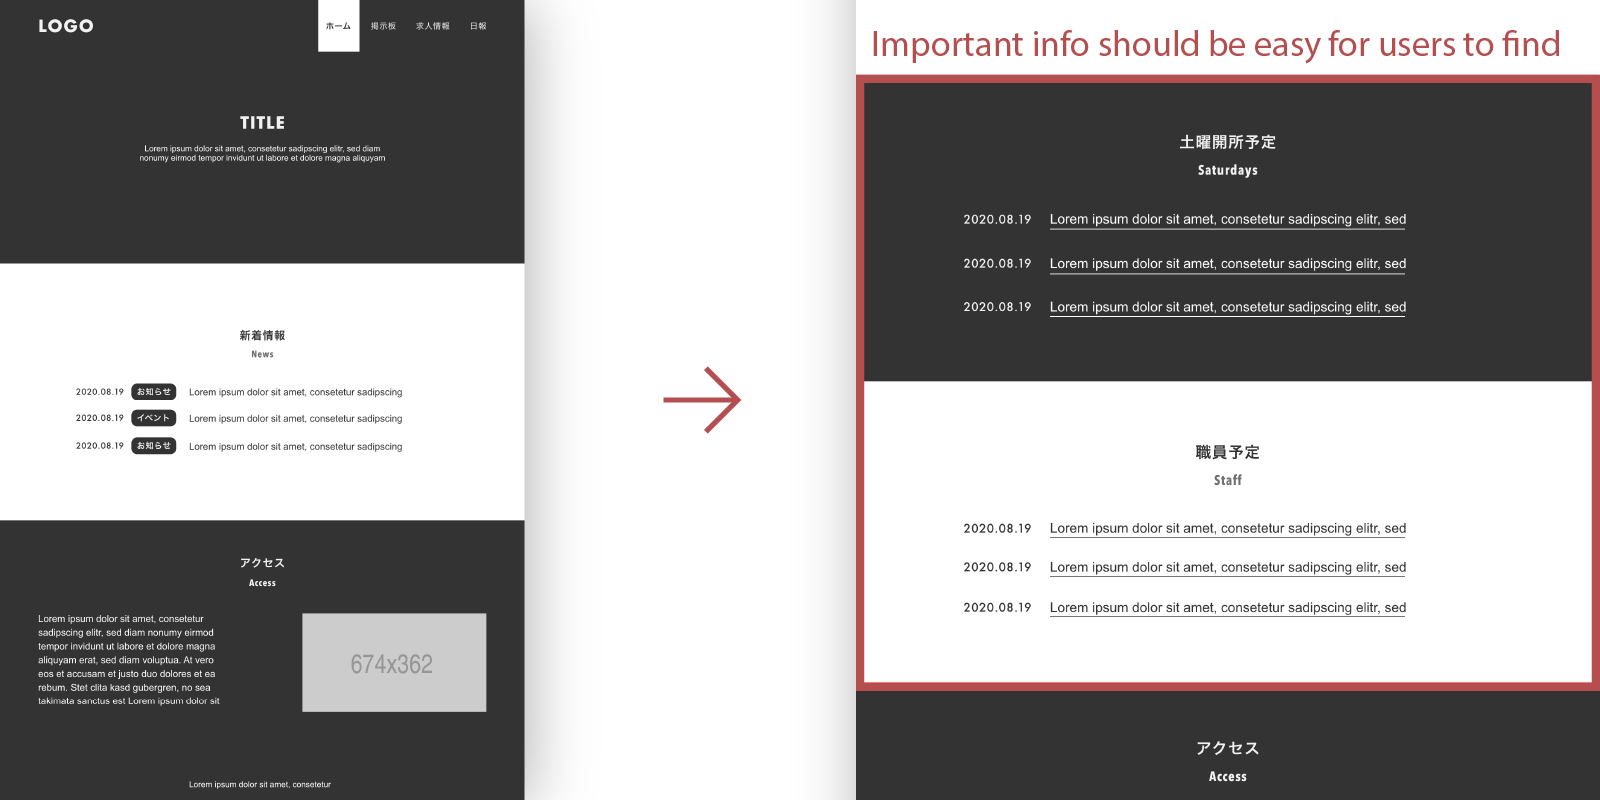 LOGO
ホーム
掲示板
求人情報
日報
TITLE
Lorem ipsum dolor sit amet, consetetur sadipscing elitr, sed diam
nonumy eirmod tempor invidunt ut labore et dolore magna aliquyam
新着情報
News
2020.08.19 お知らせ Lorem ipsum dolor sit amet, consetetur sadipscing
2020.08.19 イベント Lorem ipsum dolor sit amet, consetetur sadipscing
2020.08.19 お知らせ Lorem ipsum dolor sit amet, consetetur sadipscing
アクセス
Access
Lorem ipsum dolor sit amet, consetetur
sadipscing elitr, sed diam nonumy eirmod
tempor invidunt ut labore et dolore magna
aliquyam erat, sed diam voluptua. At vero
eos et accusam et justo duo dolores et ea
rebum. Stet clita kasd gubergren, no sea
takimata sanctus est Lorem ipsum dolor sit
674x362
Lorem ipsum dolor sit amet, consetetur
Important info should be easy for users to find
土曜開所予定
Saturdays
2020.08.19 Lorem ipsum dolor sit amet, consetetur sadipscing elitr, sed
2020.08.19 Lorem ipsum dolor sit amet, consetetur sadipscing elitr, sed
2020.08.19 Lorem ipsum dolor sit amet, consetetur sadipscing elitr, sed
職員予定
Staff
2020.08.19 Lorem ipsum dolor sit amet, consetetur sadipscing elitr, sed
2020.08.19 Lorem ipsum dolor sit amet, consetetur sadipscing elitr, sed
2020.08.19 Lorem ipsum dolor sit amet, consetetur sadipscing elitr, sed
アクセス
Access